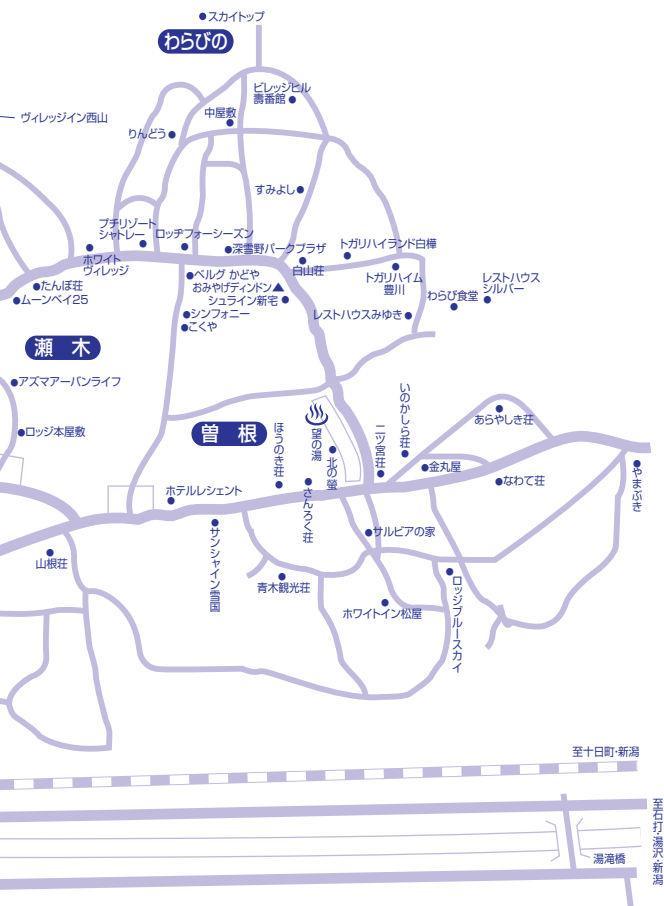 スカイトップ
わらびの
ビレッジヒル
壽番館
ヴィレッジイン西山
中屋敷
りんどう
すみよし
プチリゾート
シャトレー
ロッヂフォーシーズン
深雪野パークプラザ
トガリハイランド白樺
ホワイト
ヴィレッジ
白山荘
トガリハイム
豊川
ベルグ かどや
おみやげディンドン
シュライン新宅
たんぽ荘
ムーンベイ25
レストハウス
シルバー
わらび食堂
シンフォニー
こくや
レストハウスみゆき
瀬 木
アズマアーバンライフ
いのかしら荘
あらやしき荘
ロッジ本屋敷
曽 根
ほうのき荘
望の湯
北の螢
二ツ宮荘
金丸屋
なわて荘
やまぶき
ホテルレシェント
さんろく荘
サンシャイン雪国
サルビアの家
山根荘
青木観光荘
ホワイトイン松屋
ロッジブルースカイ
至十日町・新潟
至石打・湯沢・新潟
湯滝橋